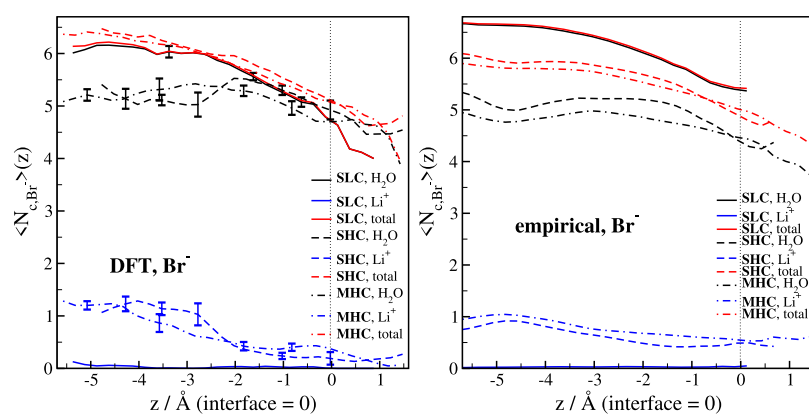 <N_c,Br^->(z)
6
5
4
3
2
1
0
SLC, H₂O
SLC, Li⁺
SLC, total
SHC, H₂O
SHC, Li⁺
SHC, total
MHC, H₂O
MHC, Li⁺
MHC, total
DFT, Br⁻
-5 -4 -3 -2 -1 0 1
z / Å (interface = 0)
<N_c,Br^->(z)
6
5
4
3
2
1
0
SLC, H₂O
SLC, Li⁺
SLC, total
SHC, H₂O
SHC, Li⁺
SHC, total
MHC, H₂O
MHC, Li⁺
MHC, total
empirical, Br⁻
-5 -4 -3 -2 -1 0 1
z / Å (interface = 0)